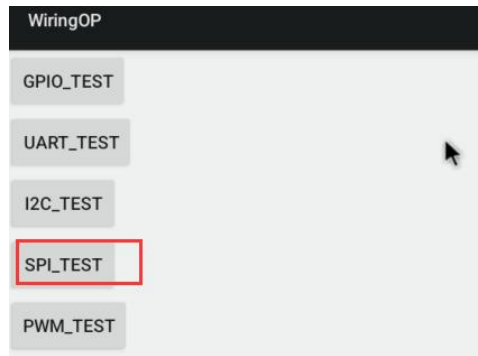 WiringOP
GPIO_TEST
UART_TEST
I2C_TEST
SPI_TEST
PWM_TEST